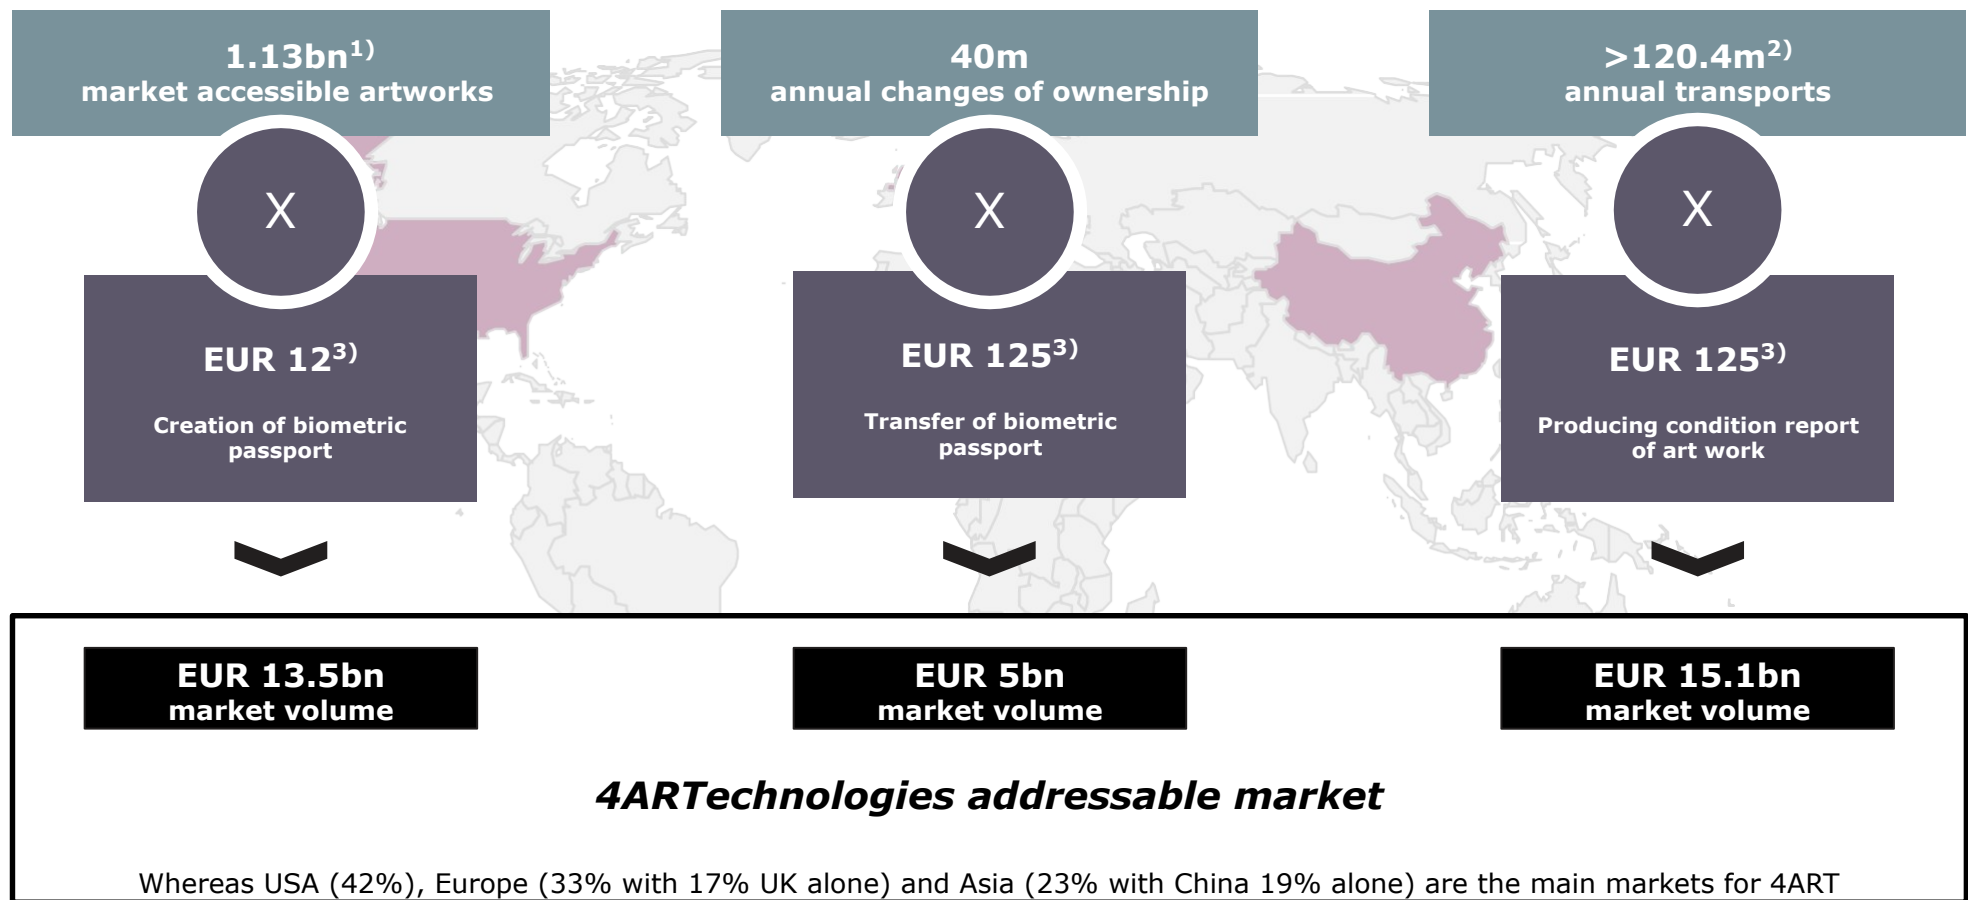 1.13bn1)
market accessible artworks
X
EUR 123)
Creation of biometric
passport
EUR 13.5bn
market volume
40m
annual changes of ownership
X
EUR 1253)
Transfer of biometric
passport
EUR 5bn
market volume
>120.4m2)
annual transports
X
EUR 1253)
Producing condition report
of art work
EUR 15.1bn
market volume
4ARTechnologies addressable market
Whereas USA (42%), Europe (33% with 17% UK alone) and Asia (23% with China 19% alone) are the main markets for 4ART